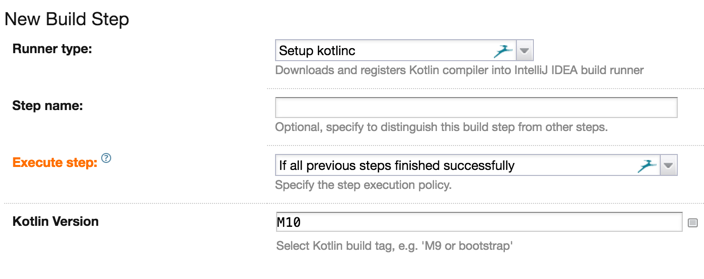 New Build Step
Runner type:
Setup kotlinc
Downloads and registers Kotlin compiler into IntelliJ IDEA build runner
Step name:
Optional, specify to distinguish this build step from other steps.
Execute step: ?
If all previous steps finished successfully
Specify the step execution policy.
Kotlin Version
M10
Select Kotlin build tag, e.g. 'M9 or bootstrap'